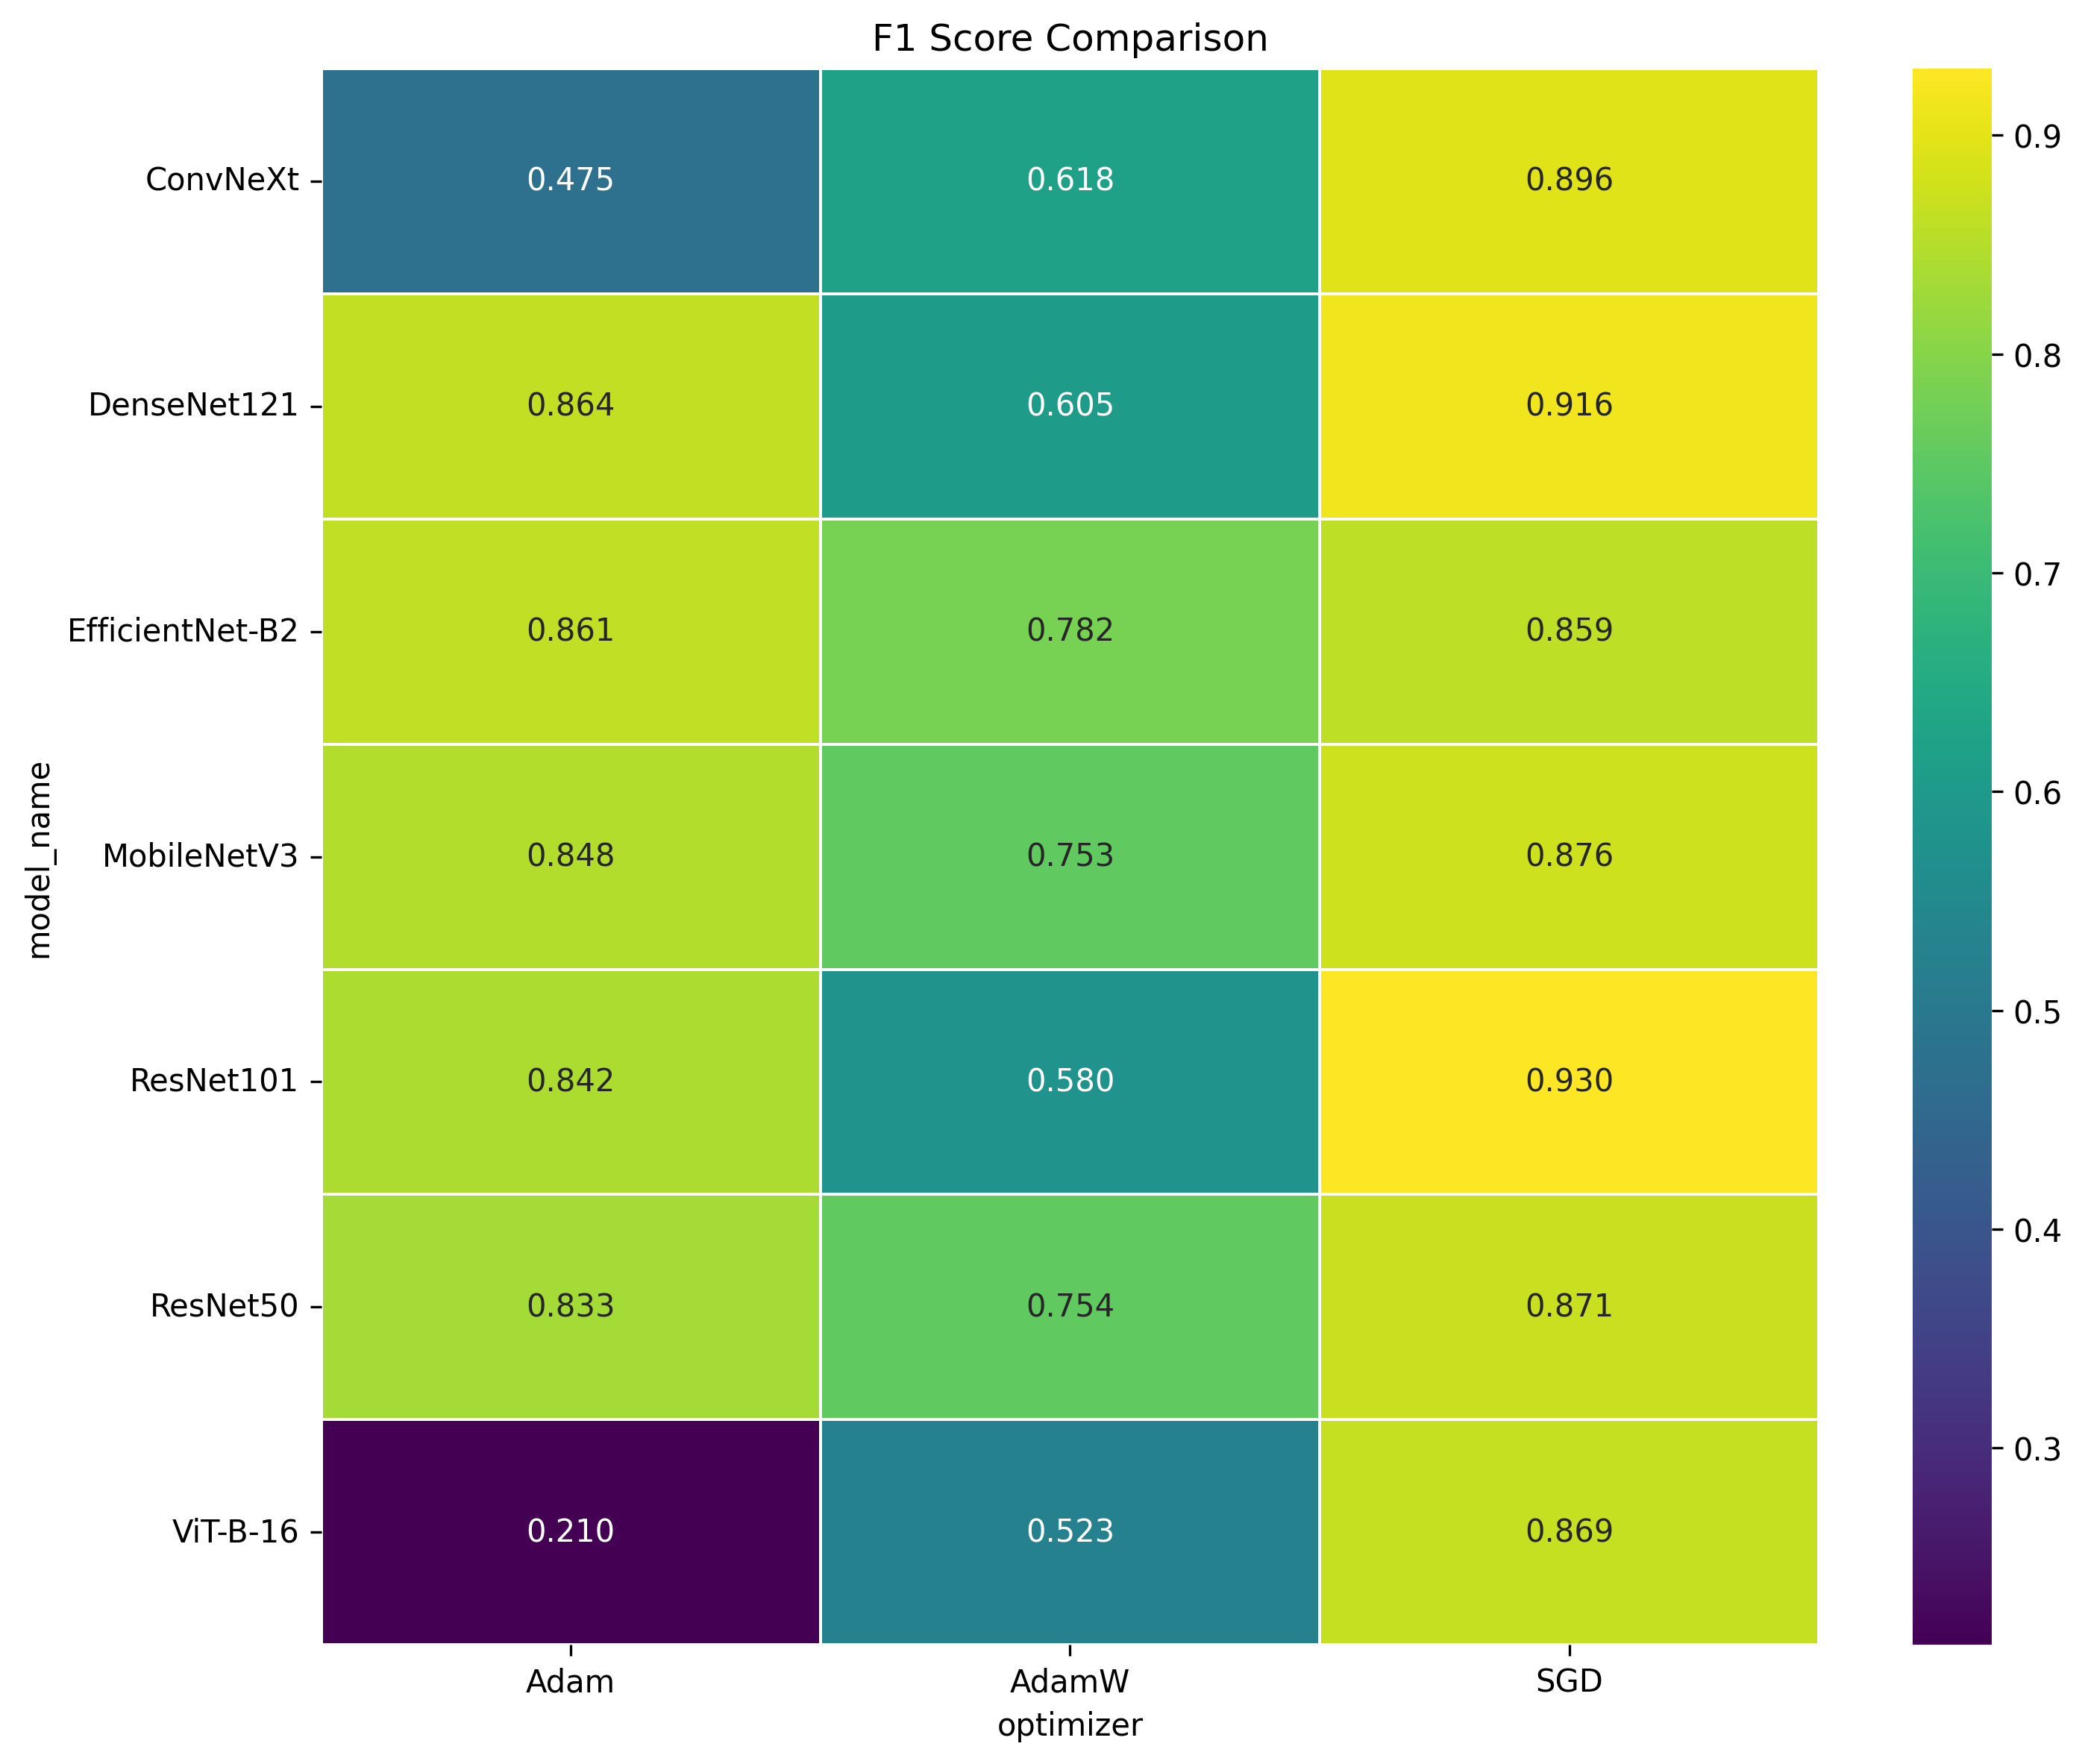 F1 Score Comparison
model_name
ConvNeXt 0.475 0.618 0.896
DenseNet121 0.864 0.605 0.916
EfficientNet-B2 0.861 0.782 0.859
MobileNetV3 0.848 0.753 0.876
ResNet101 0.842 0.580 0.930
ResNet50 0.833 0.754 0.871
ViT-B-16 0.210 0.523 0.869
Adam AdamW SGD
optimizer
0.9
0.8
0.7
0.6
0.5
0.4
0.3